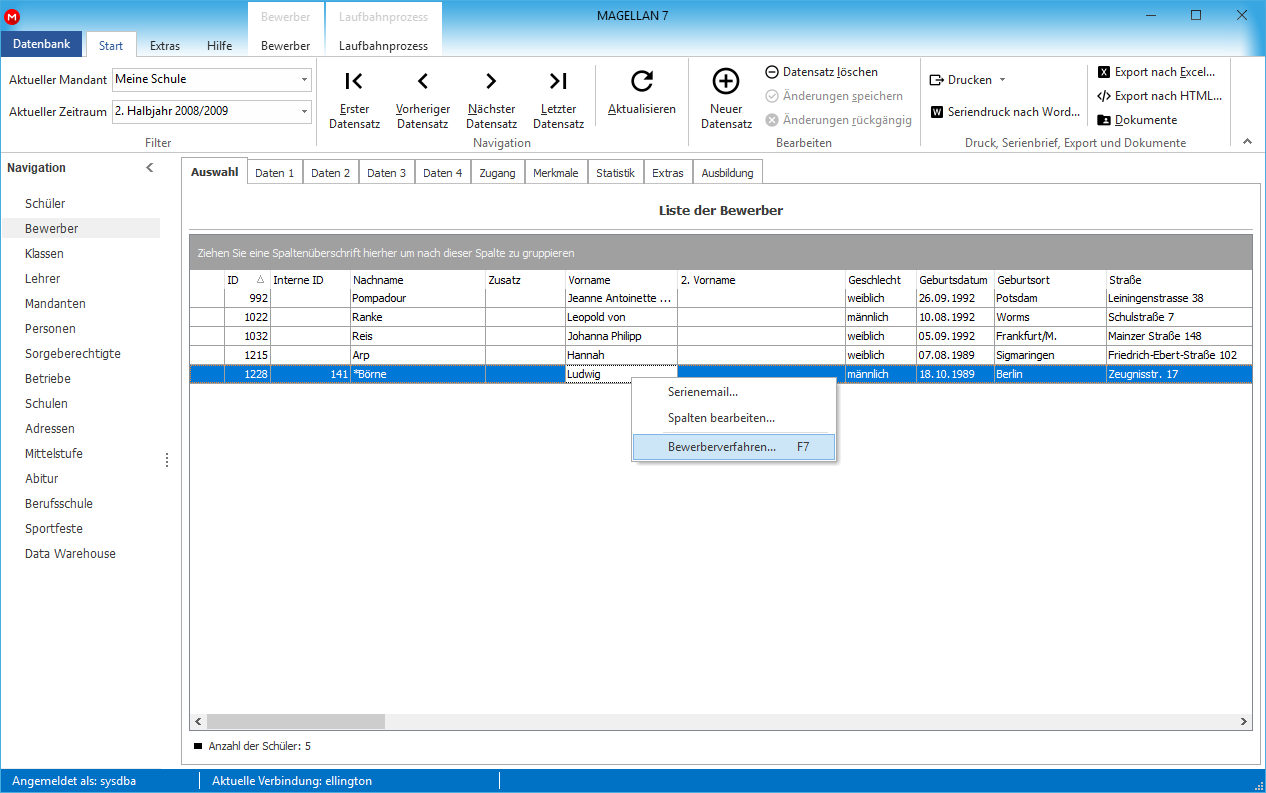 M
MAGELLAN 7
Bewerber
Laufbahnprozess
Datenbank
Start
Extras
Hilfe
Bewerber
Laufbahnprozess
Aktueller Mandant
Meine Schule
Aktueller Zeitraum
2. Halbjahr 2008/2009
Filter
Erster
Datensatz
Vorheriger
Datensatz
Nächster
Datensatz
Letzter
Datensatz
Aktualisieren
Navigation
Neuer
Datensatz
Datensatz löschen
Änderungen speichern
Änderungen rückgängig
Bearbeiten
Drucken
Seriendruck nach Word...
Export nach Excel...
Export nach HTML...
Dokumente
Druck, Serienbrief, Export und Dokumente
Navigation
Schüler
Bewerber
Klassen
Lehrer
Mandanten
Personen
Sorgeberechtigte
Betriebe
Schulen
Adressen
Mittelstufe
Abitur
Berufsschule
Sportfeste
Data Warehouse
Auswahl
Daten 1
Daten 2
Daten 3
Daten 4
Zugang
Merkmale
Statistik
Extras
Ausbildung
Liste der Bewerber
Ziehen Sie eine Spaltenüberschrift hierher um nach dieser Spalte zu gruppieren
ID Interne ID Nachname Zusatz Vorname 2. Vorname Geschlecht Geburtsdatum Geburtsort Straße
992 Pompadour Jeanne Antoinette ... weiblich 26.09.1992 Potsdam Leiningenstrasse 38
1022 Ranke Leopold von männlich 10.08.1992 Worms Schulstraße 7
1032 Reis Johanna Philipp weiblich 05.09.1992 Frankfurt/M. Mainzer Straße 148
1215 Arp Hannah weiblich 07.08.1989 Sigmaringen Friedrich-Ebert-Straße 102
1228 141 *Börne Ludwig männlich 18.10.1989 Berlin Zeugnisstr. 17
Serienemail...
Spalten bearbeiten...
Bewerberverfahren... F7
Anzahl der Schüler: 5
Angemeldet als: sysdba
Aktuelle Verbindung: ellington